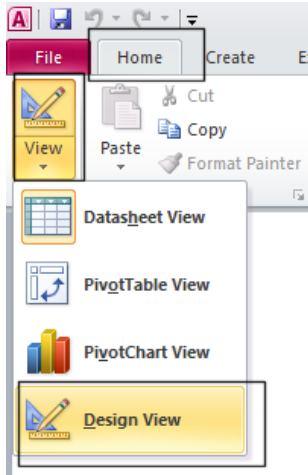 A
File Home Create E
View Paste Cut
Copy
Format Painter
Datasheet View
PivotTable View
PivotChart View
Design View